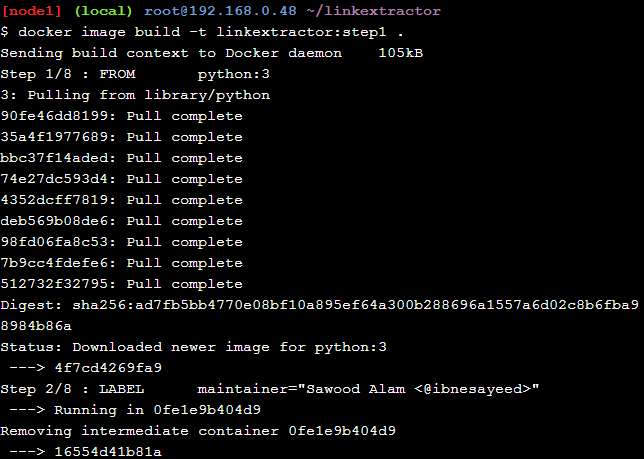 [node1] (local) root@192.168.0.48 ~/linkextractor
$ docker image build -t linkextractor:step1 .
Sending build context to Docker daemon    105kB
Step 1/8 : FROM       python:3
3: Pulling from library/python
90fe46dd8199: Pull complete
35a4f1977689: Pull complete
bbc37f14aded: Pull complete
74e27dc593d4: Pull complete
4352dcff7819: Pull complete
deb569b08de6: Pull complete
98fd06fa8c53: Pull complete
7b9cc4fdefe6: Pull complete
512732f32795: Pull complete
Digest: sha256:ad7fb5bb4770e08bf10a895ef64a300b288696a1557a6d02c8b6fba9
8984b86a
Status: Downloaded newer image for python:3
 ---> 4f7cd4269fa9
Step 2/8 : LABEL      maintainer="Sawood Alam <@ibnesayeed>"
 ---> Running in 0fe1e9b404d9
Removing intermediate container 0fe1e9b404d9
 ---> 16554d41b81a